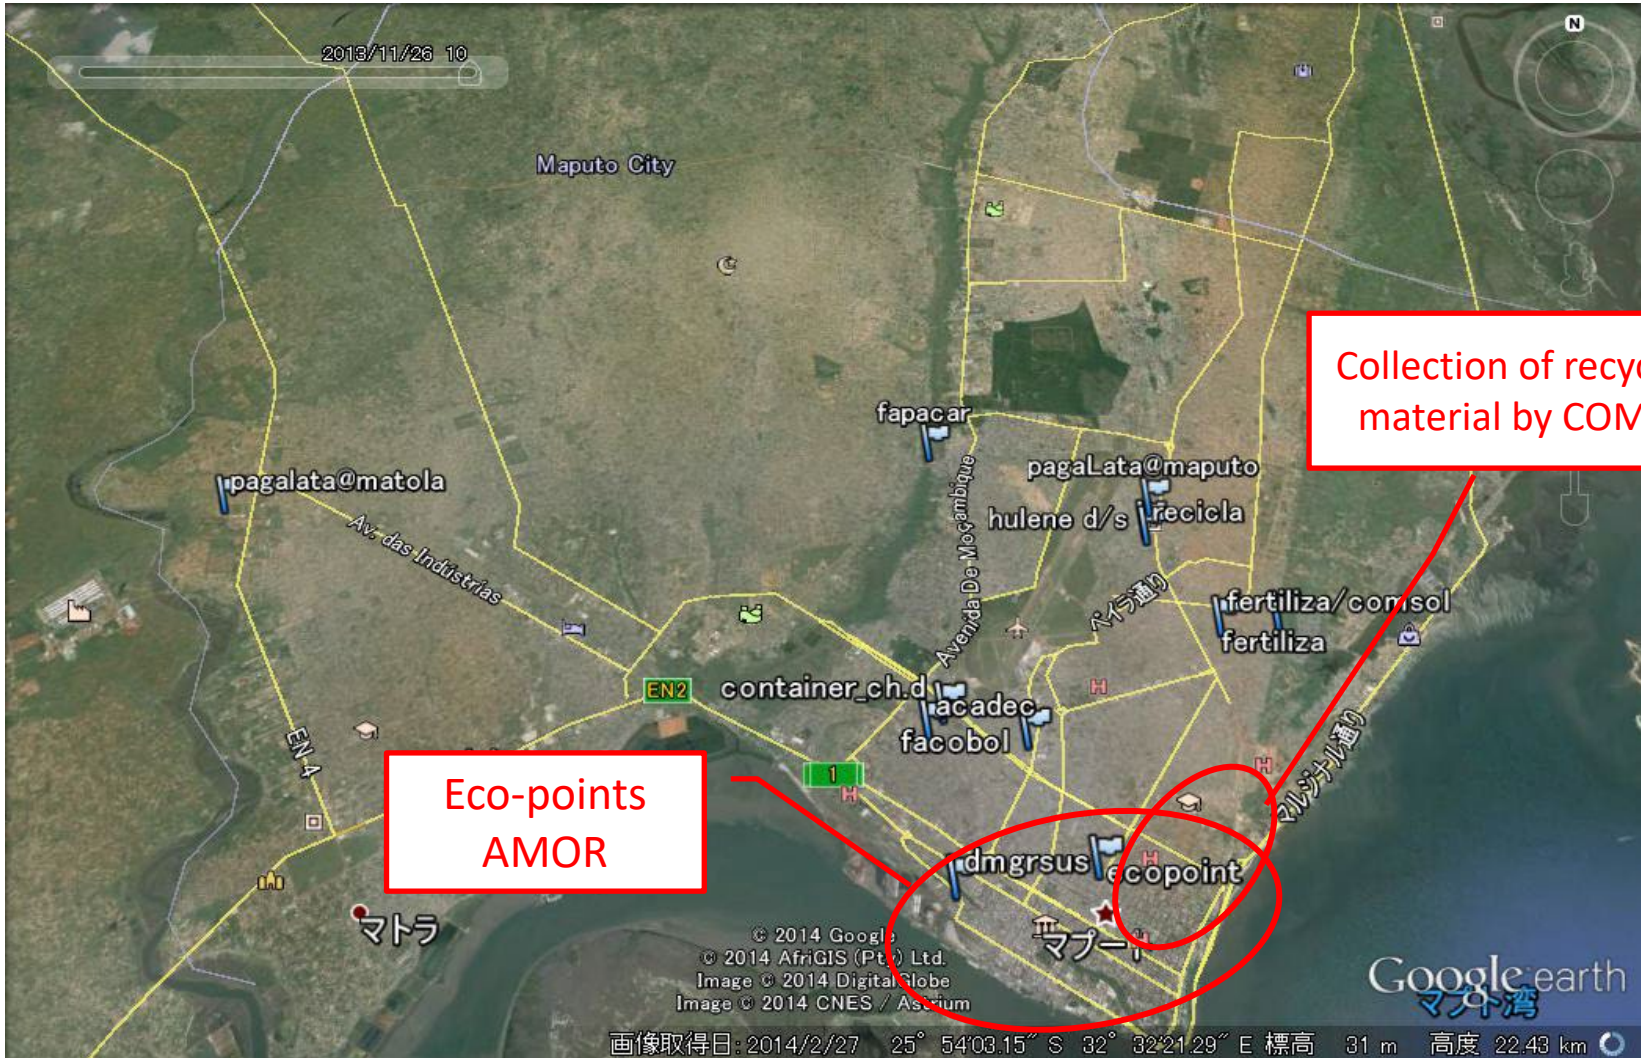 2013/11/26 10
N
Maputo City
fapacar
Collection of recyc
material by COM
pagalata@matola
pagaLata@maputo
hulene d/s
recicla
Av. das Indústrias
Avenida De Moçambique
ベイラ通り
fertiliza/comsol
fertiliza
EN2
container_ch.d
acadec
facobol
EN 4
1
マルジナル通り
Eco-points
AMOR
dmgrsus
ecopoint
マトラ
マプート
© 2014 Google
© 2014 AfriGIS (Pty) Ltd.
Image © 2014 DigitalGlobe
Image © 2014 CNES / Astrium
Google earth
マプト湾
画像取得日: 2014/2/27 25° 54'03.15" S 32° 32'21.29" E 標高 31 m 高度 22.43 km